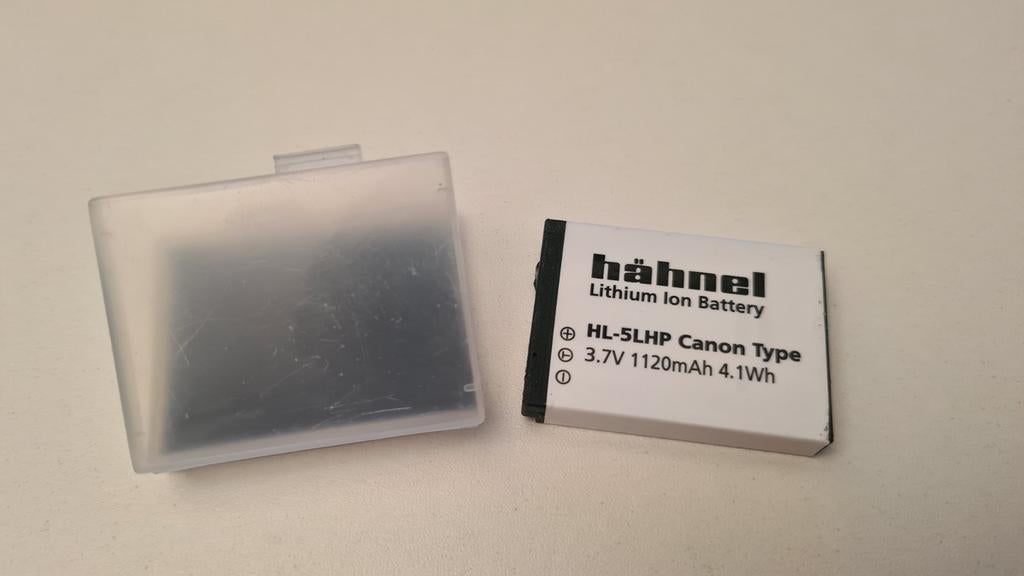 hähnel
Lithium Ion Battery
HL-5LHP Canon Type
3.7V 1120mAh 4.1Wh